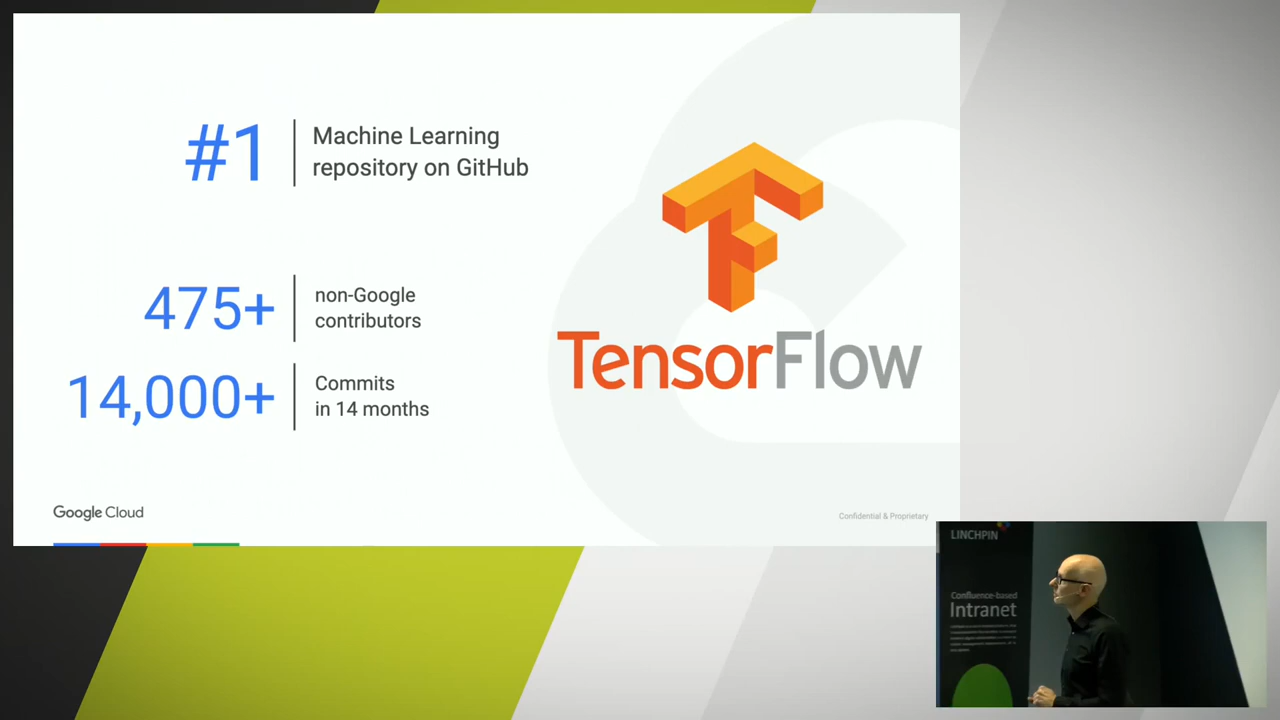 #1
Machine Learning
repository on GitHub
475+
non-Google
contributors
14,000+
Commits
in 14 months
TensorFlow
Google Cloud
Confidential & Proprietary
LINCHPIN
Confluence-based
Intranet